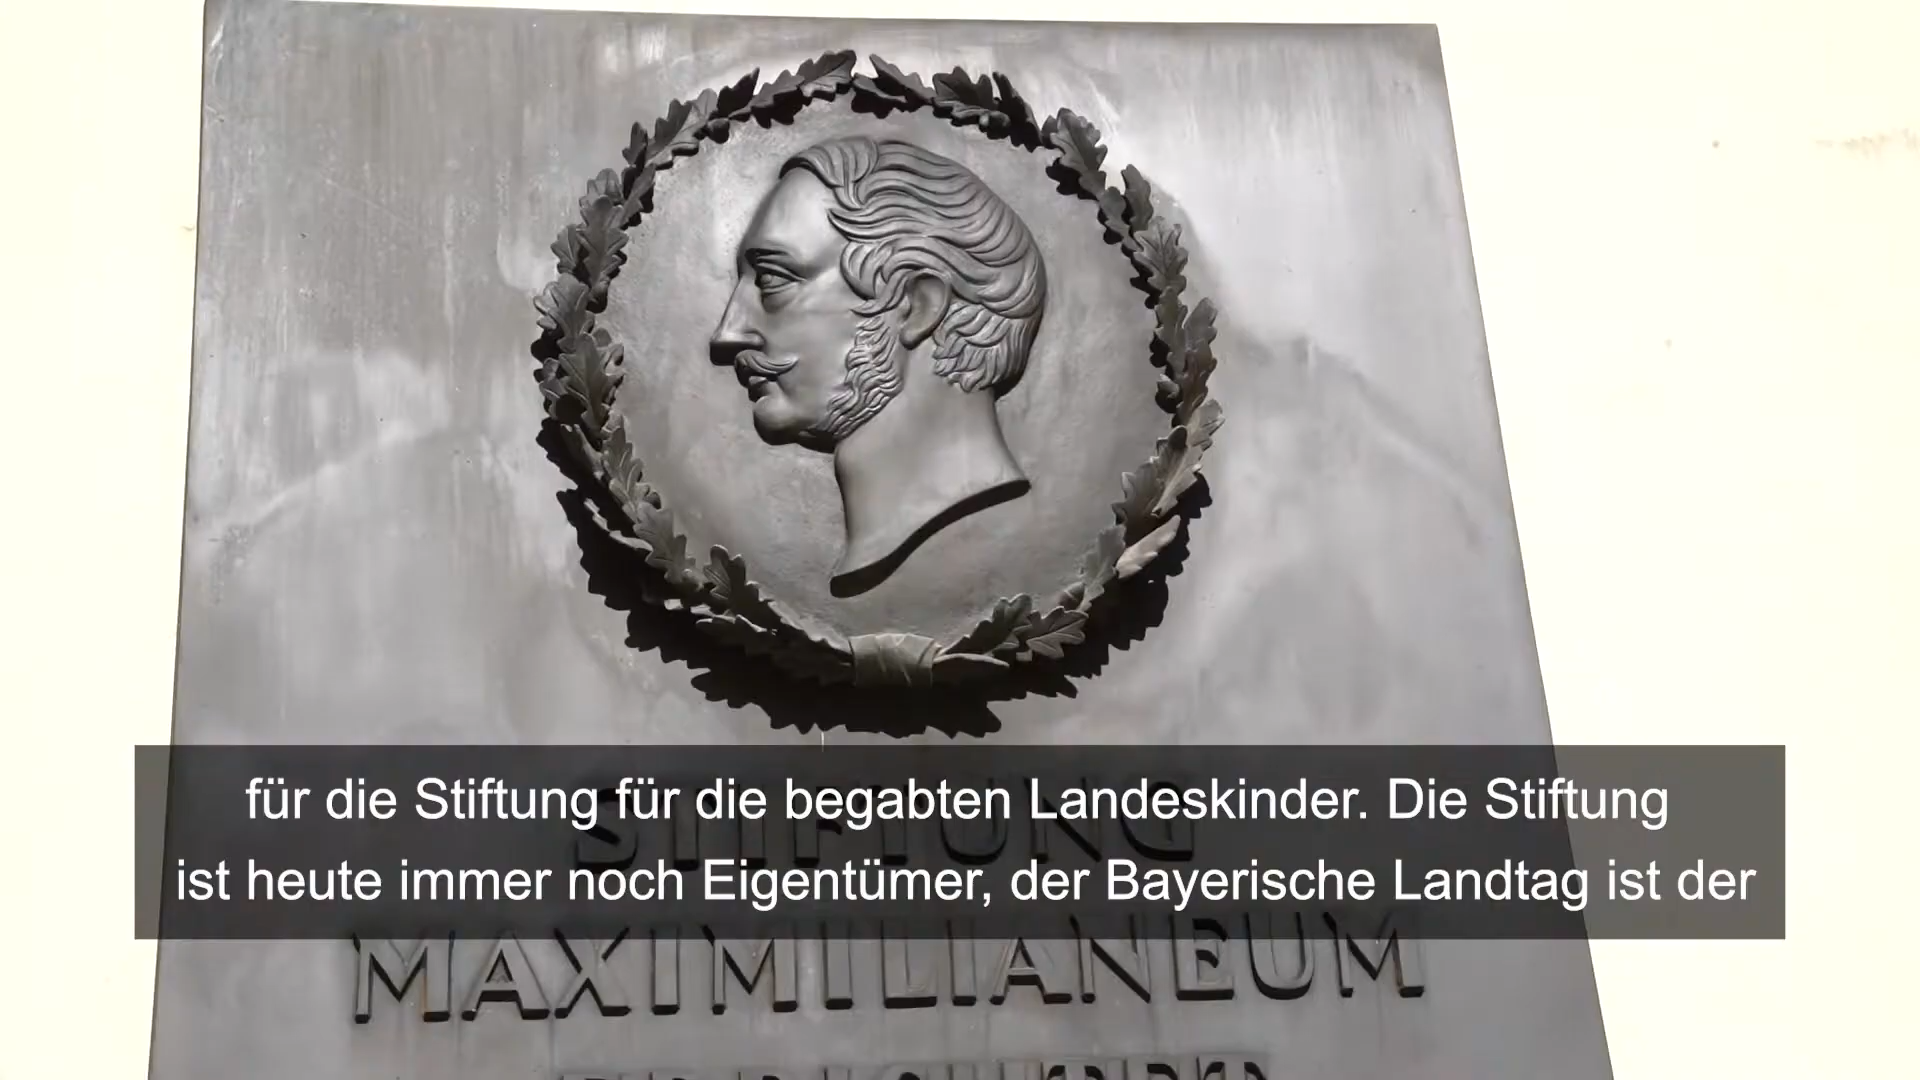 für die Stiftung für die begabten Landeskinder. Die Stiftung
ist heute immer noch Eigentümer, der Bayerische Landtag ist der
STIFTUNG
MAXIMILIANEUM